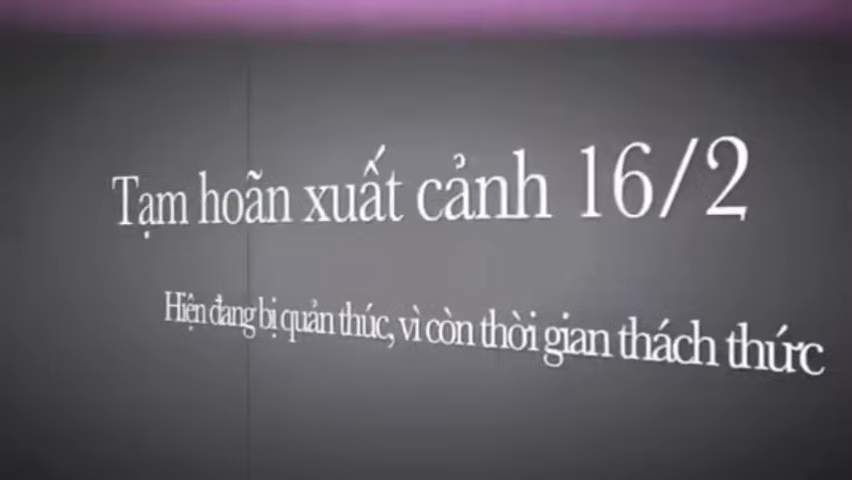 Tạm hoãn xuất cảnh 16/2
Hiện đang bị quản thúc, vì còn thời gian thách thức